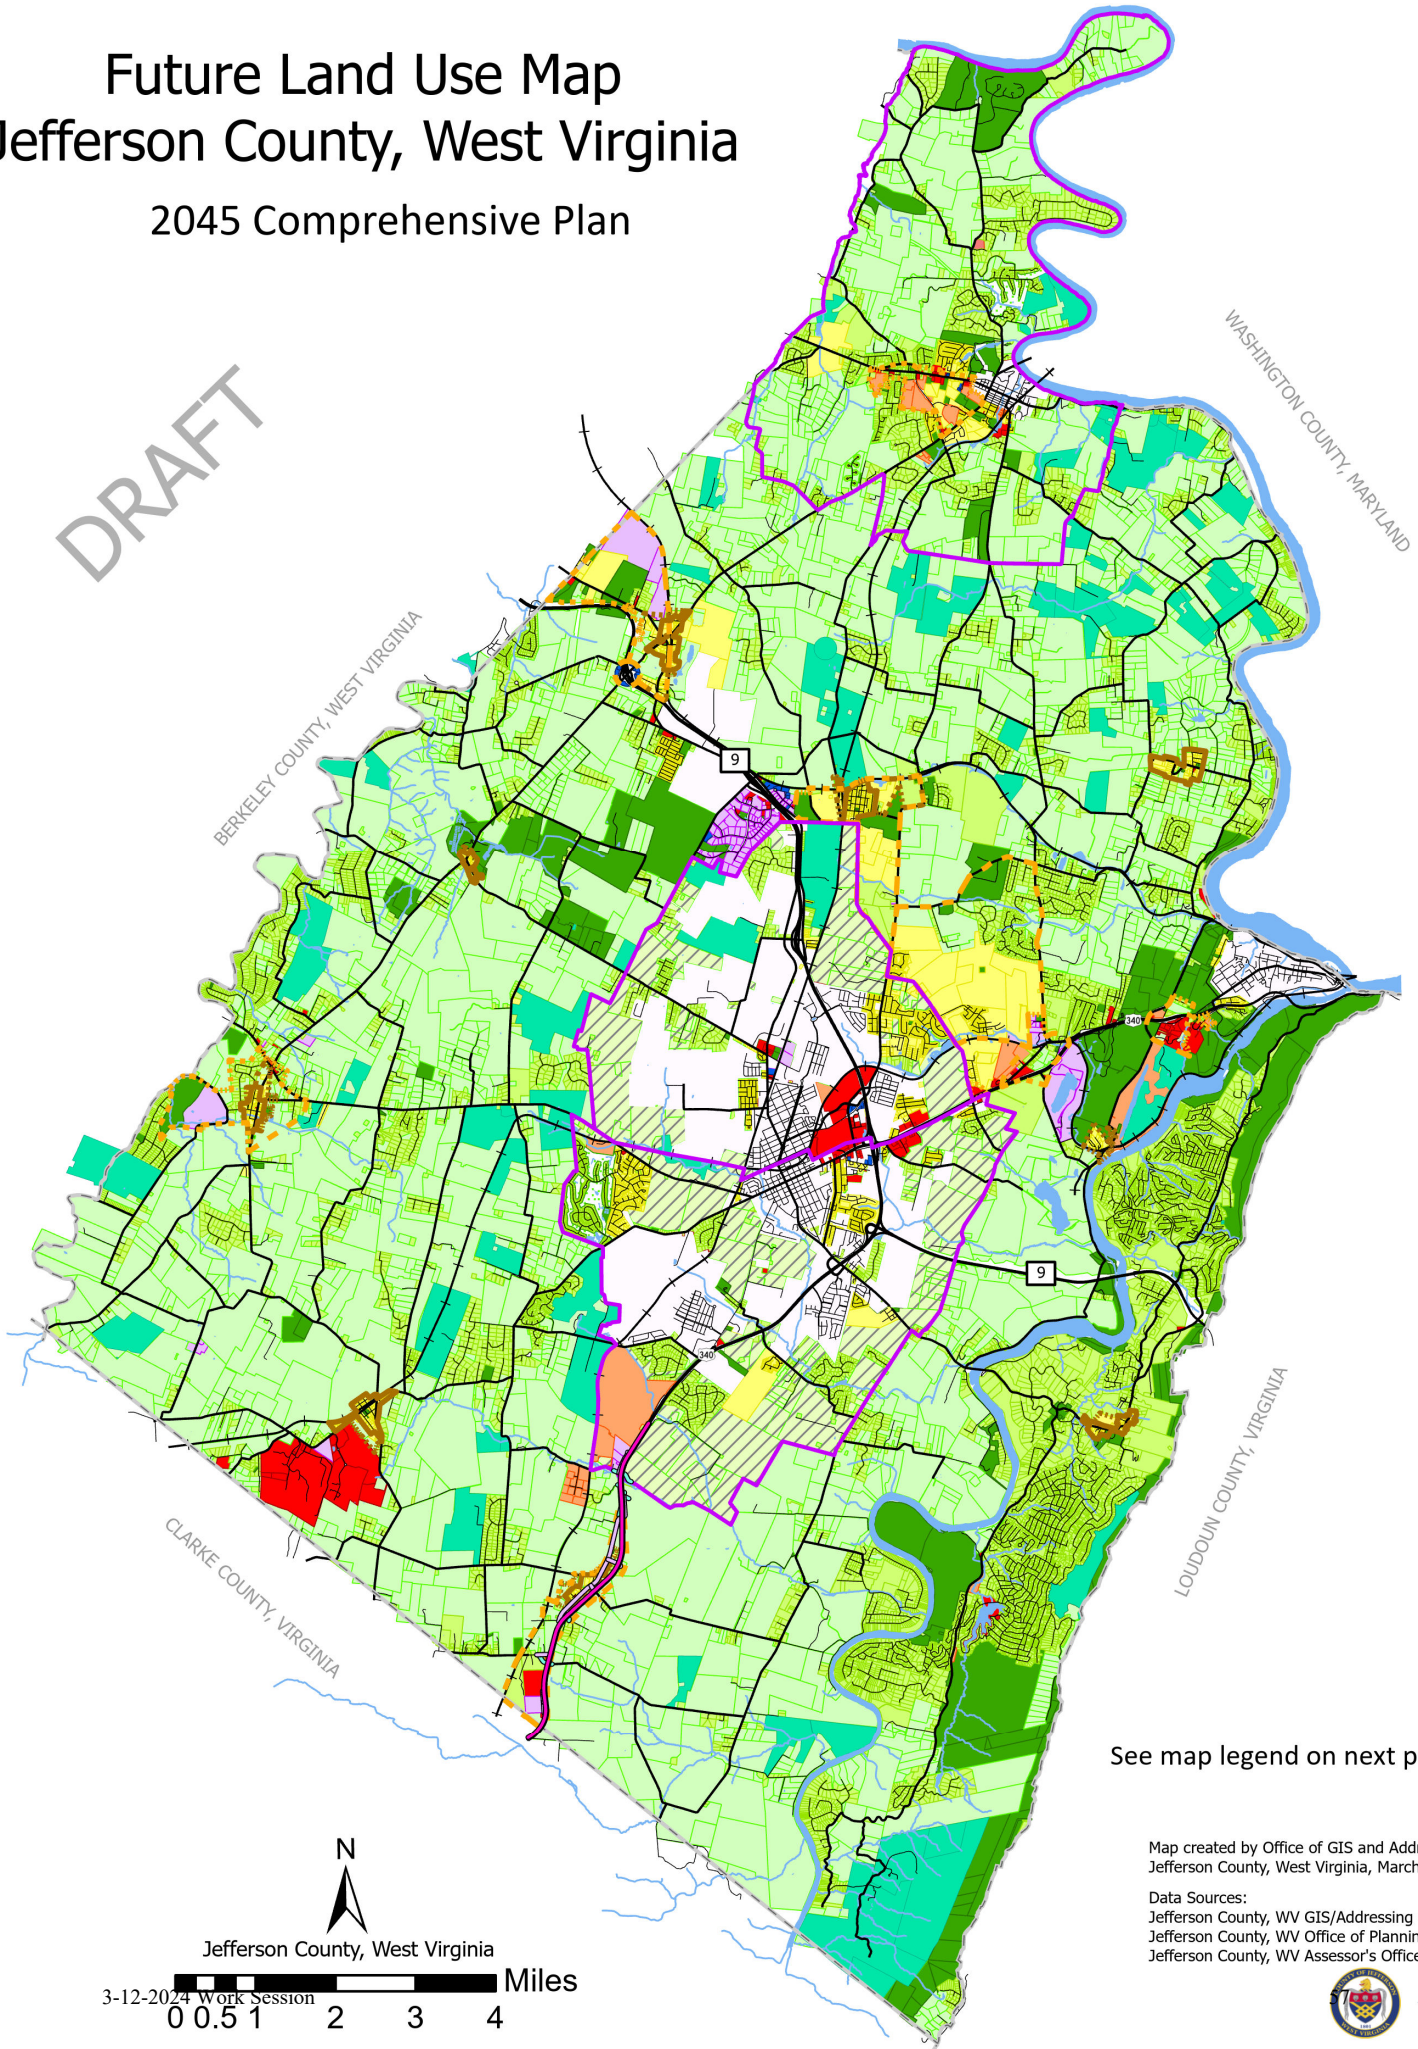 Future Land Use Map
Jefferson County, West Virginia
2045 Comprehensive Plan
DRAFT
WASHINGTON COUNTY, MARYLAND
BERKELEY COUNTY, WEST VIRGINIA
9
340
9
340
LOUDOUN COUNTY, VIRGINIA
CLARKE COUNTY, VIRGINIA
See map legend on next p
Map created by Office of GIS and Addr
Jefferson County, West Virginia, March
Data Sources:
Jefferson County, WV GIS/Addressing
Jefferson County, WV Office of Plannin
Jefferson County, WV Assessor's Office
N
Jefferson County, West Virginia
Miles
3-12-2024 Work Session
0 0.5 1 2 3 4
57